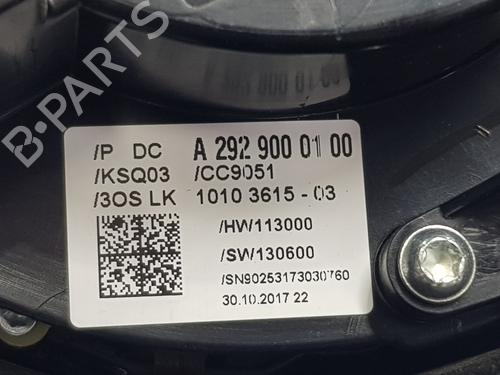 /P DC A 292 900 01 00
/KSQ03 /CC9051
/3OS LK 1010 3615 - 03
/HW113000
/SW130600
/SN90253173030760
30.10.2017 22
B-PARTS